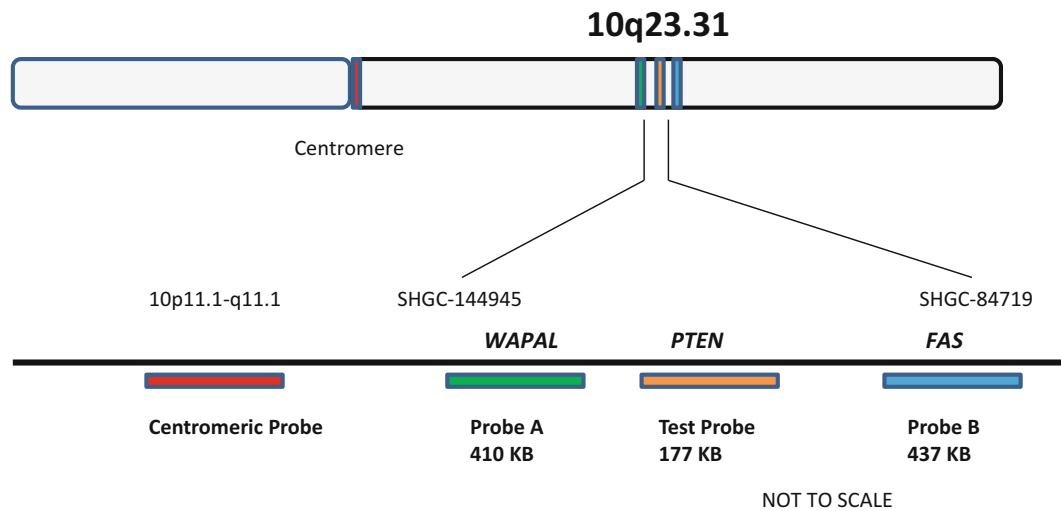 10q23.31
Centromere
10p11.1-q11.1 SHGC-144945 SHGC-84719
WAPAL PTEN FAS
Centromeric Probe Probe A Test Probe Probe B
410 KB 177 KB 437 KB
NOT TO SCALE